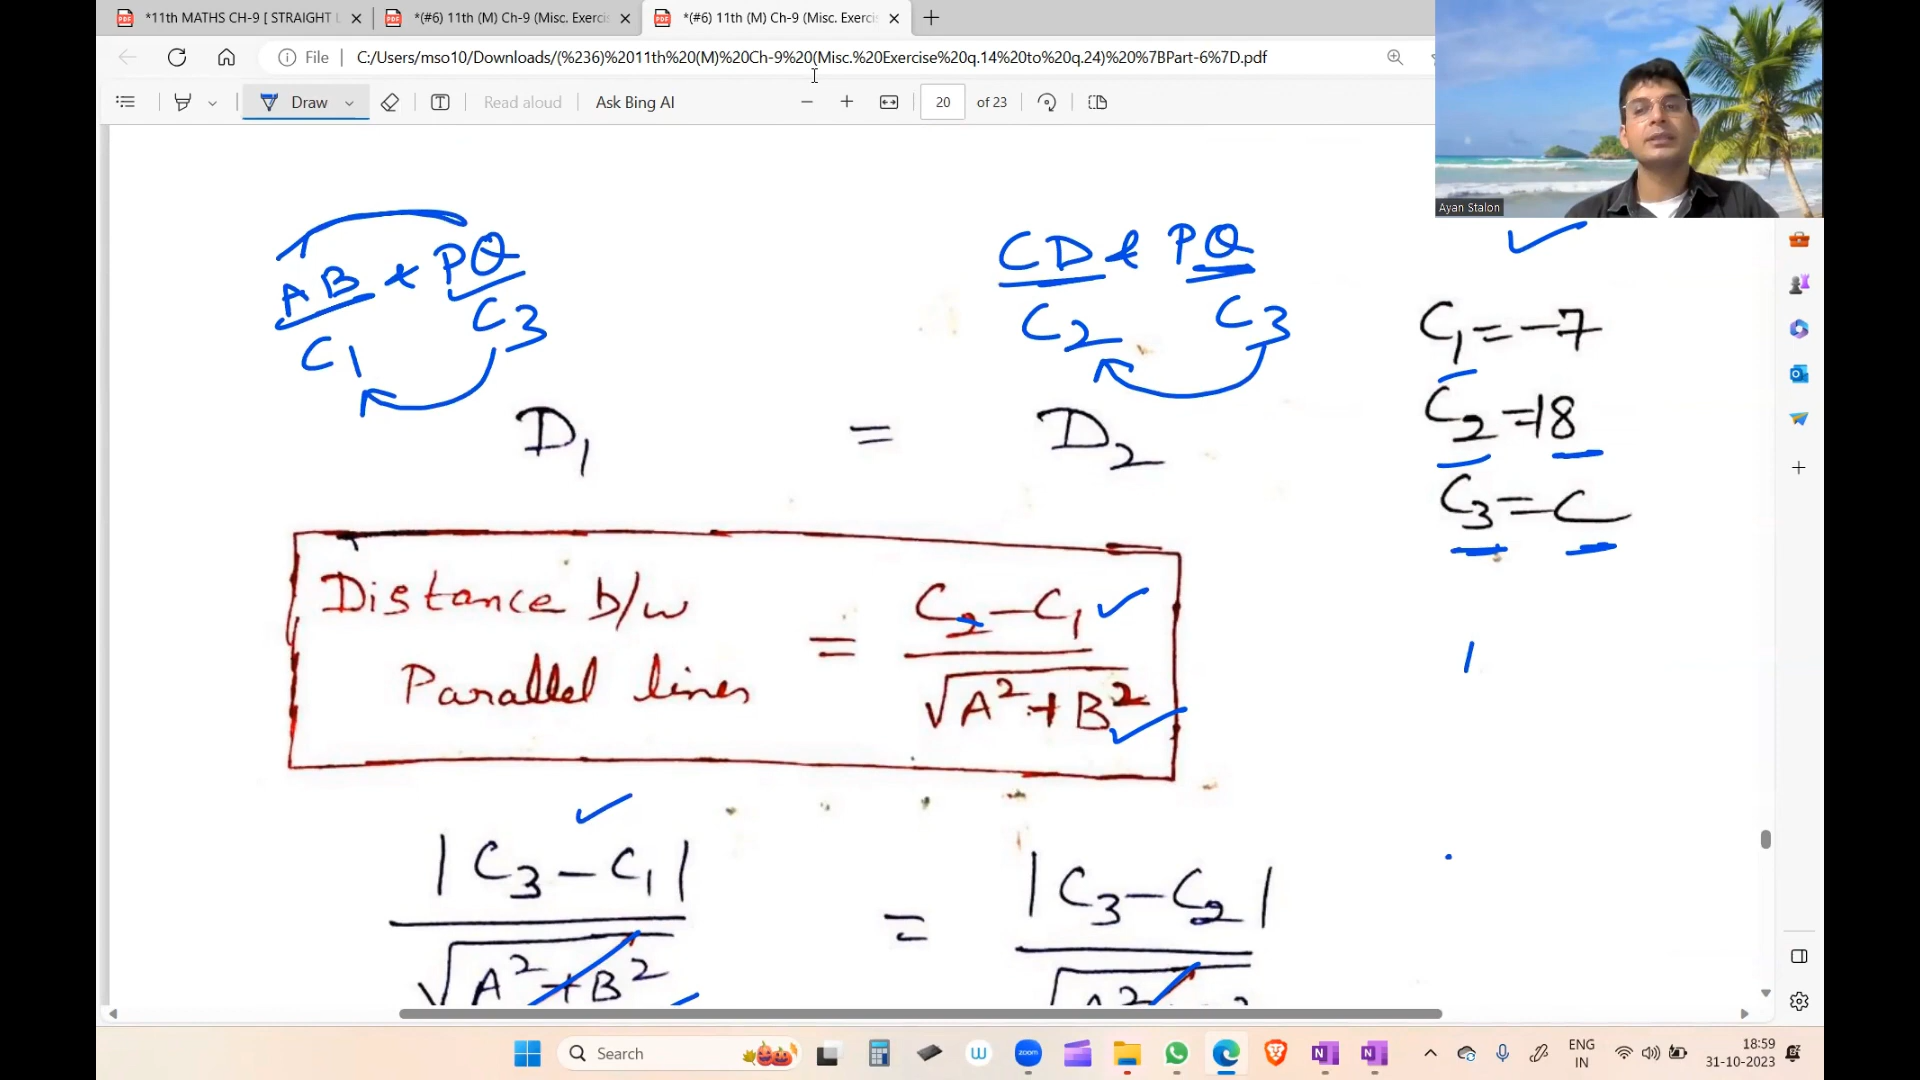 *11th MATHS CH-9 [ STRAIGHT L
*(#6) 11th (M) Ch-9 (Misc. Exercis
*(#6) 11th (M) Ch-9 (Misc. Exercis
File C:/Users/mso10/Downloads/(%236)%2011th%20(M)%20Ch-9%20(Misc.%20Exercise%20q.14%20to%20q.24)%20%7BPart-6%7D.pdf
Draw Read aloud Ask Bing AI 20 of 23
Ayan Stalon
AB & PQ
C1 C3
CD & PQ
C2 C3
C1 = -7
C2 = 18
C3 = C
D1 = D2
Distance b/w Parallel lines = C2 - C1 / √A²+B²
|C3 - C1| / √A²+B² = |C3 - C2|
Search
ENG
IN
18:59
31-10-2023